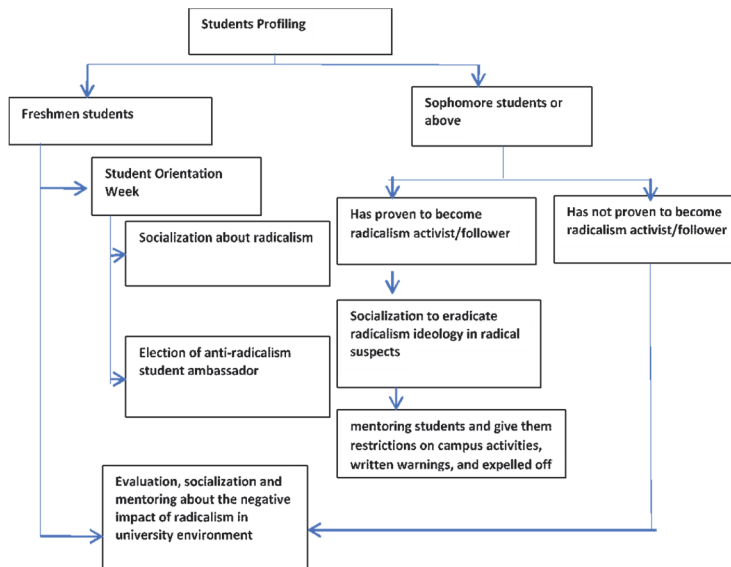 Students Profiling
Freshmen students
Sophomore students or
above
Student Orientation
Week
Has proven to become
radicalism activist/follower
Has not proven to become
radicalism activist/follower
Socialization about radicalism
Socialization to eradicate
radicalism ideology in radical
suspects
Election of anti-radicalism
student ambassador
mentoring students and give them
restrictions on campus activities,
written warnings, and expelled off
Evaluation, socialization and
mentoring about the negative
impact of radicalism in
university environment